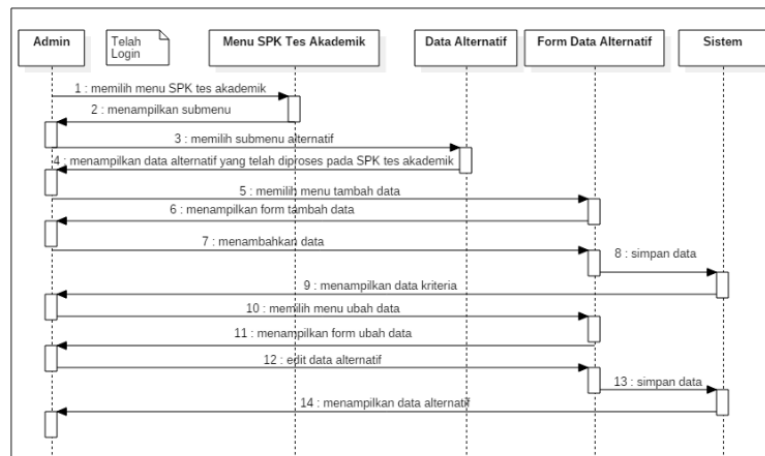 Admin
Telah
Login
Menu SPK Tes Akademik
Data Alternatif
Form Data Alternatif
Sistem
1 : memilih menu SPK tes akademik
2 : menampilkan submenu
3 : memilih submenu alternatif
4 : menampilkan data alternatif yang telah diproses pada SPK tes akademik
5 : memilih menu tambah data
6 : menampilkan form tambah data
7 : menambahkan data
8 : simpan data
9 : menampilkan data kriteria
10 : memilih menu ubah data
11 : menampilkan form ubah data
12 : edit data alternatif
13 : simpan data
14 : menampilkan data alternatif